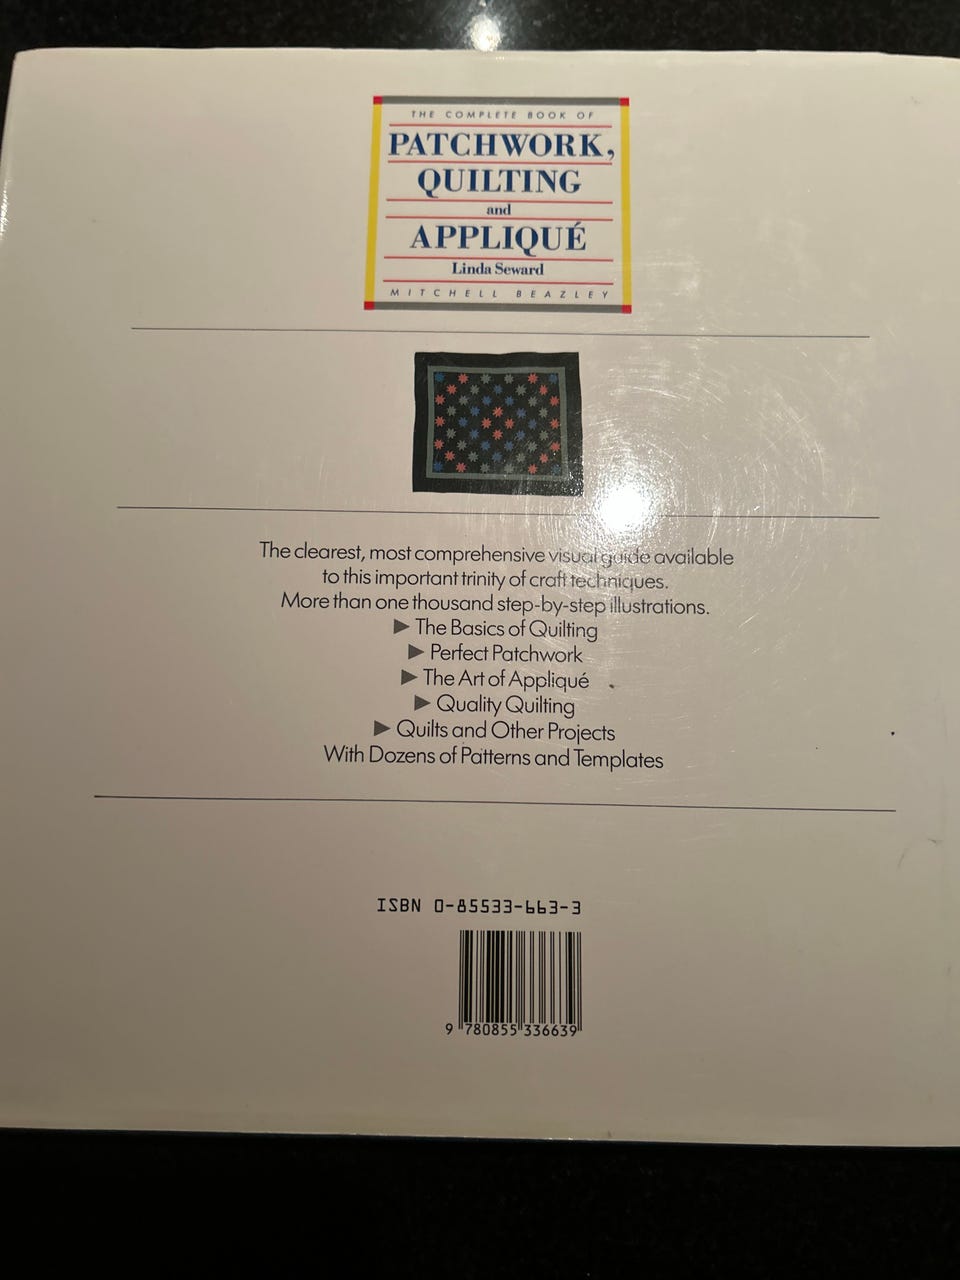 THE COMPLETE BOOK OF
PATCHWORK,
QUILTING
and
APPLIQUÉ
Linda Seward
MITCHELL BEAZLEY
The clearest, most comprehensive visual guide available
to this important trinity of craft techniques.
More than one thousand step-by-step illustrations.
▶ The Basics of Quilting
▶ Perfect Patchwork
▶ The Art of Appliqué
▶ Quality Quilting
▶ Quilts and Other Projects
With Dozens of Patterns and Templates
ISBN 0-85533-663-3
9 780855 336639